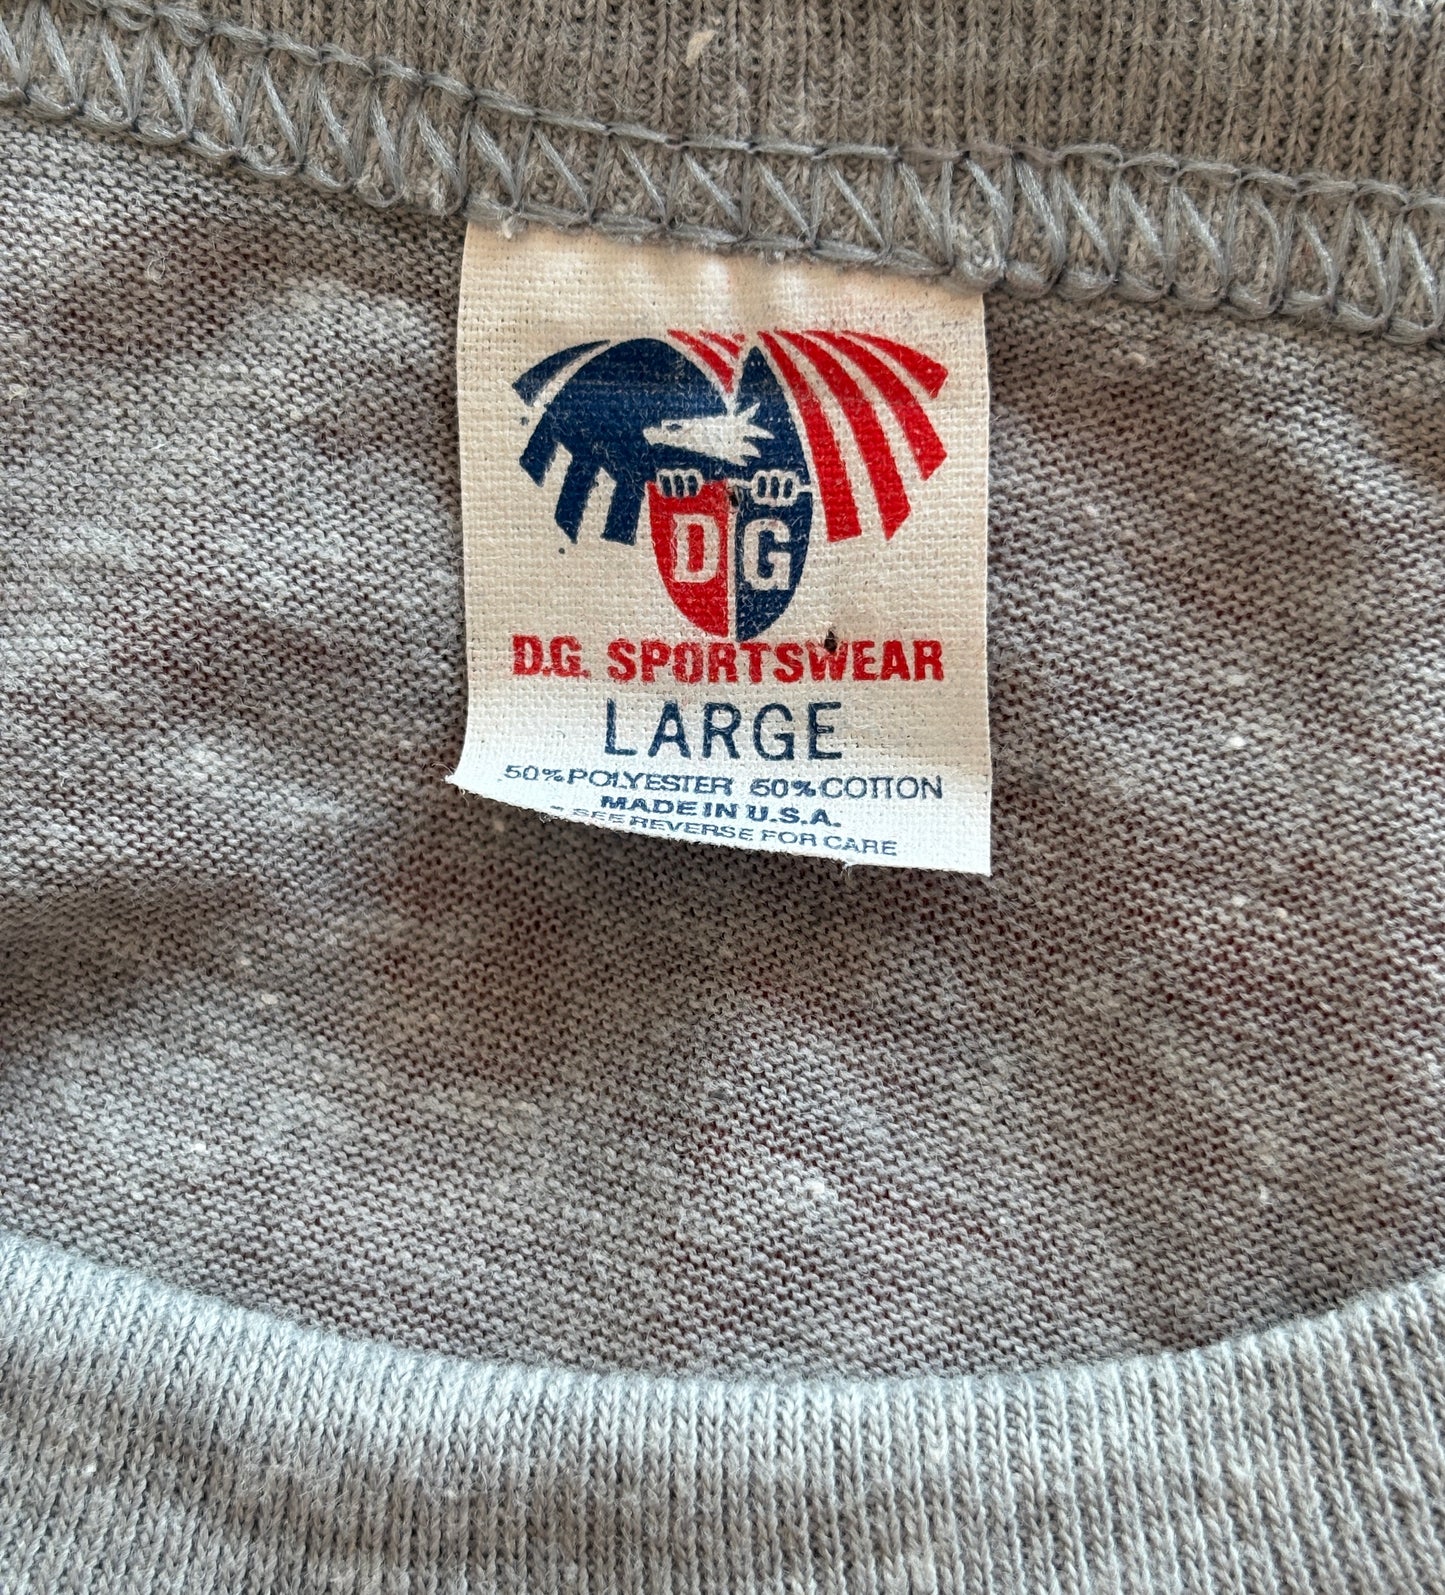 DG
D.G. SPORTSWEAR
LARGE
50% POLYESTER 50% COTTON
MADE IN U.S.A.
SEE REVERSE FOR CARE